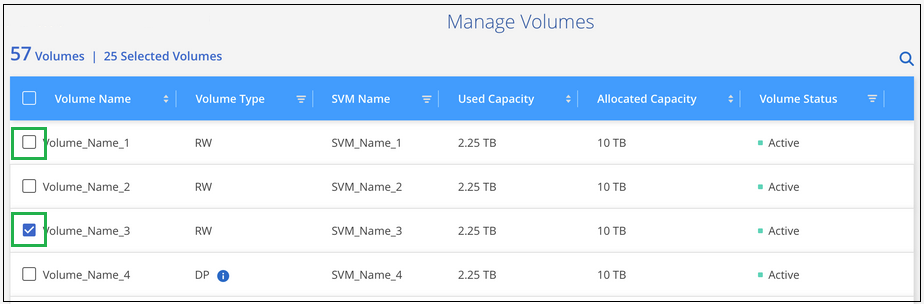 Manage Volumes
57 Volumes | 25 Selected Volumes
Volume Name Volume Type SVM Name Used Capacity Allocated Capacity Volume Status
Volume_Name_1 RW SVM_Name_1 2.25 TB 10 TB Active
Volume_Name_2 RW SVM_Name_2 2.25 TB 10 TB Active
Volume_Name_3 RW SVM_Name_3 2.25 TB 10 TB Active
Volume_Name_4 DP SVM_Name_4 2.25 TB 10 TB Active